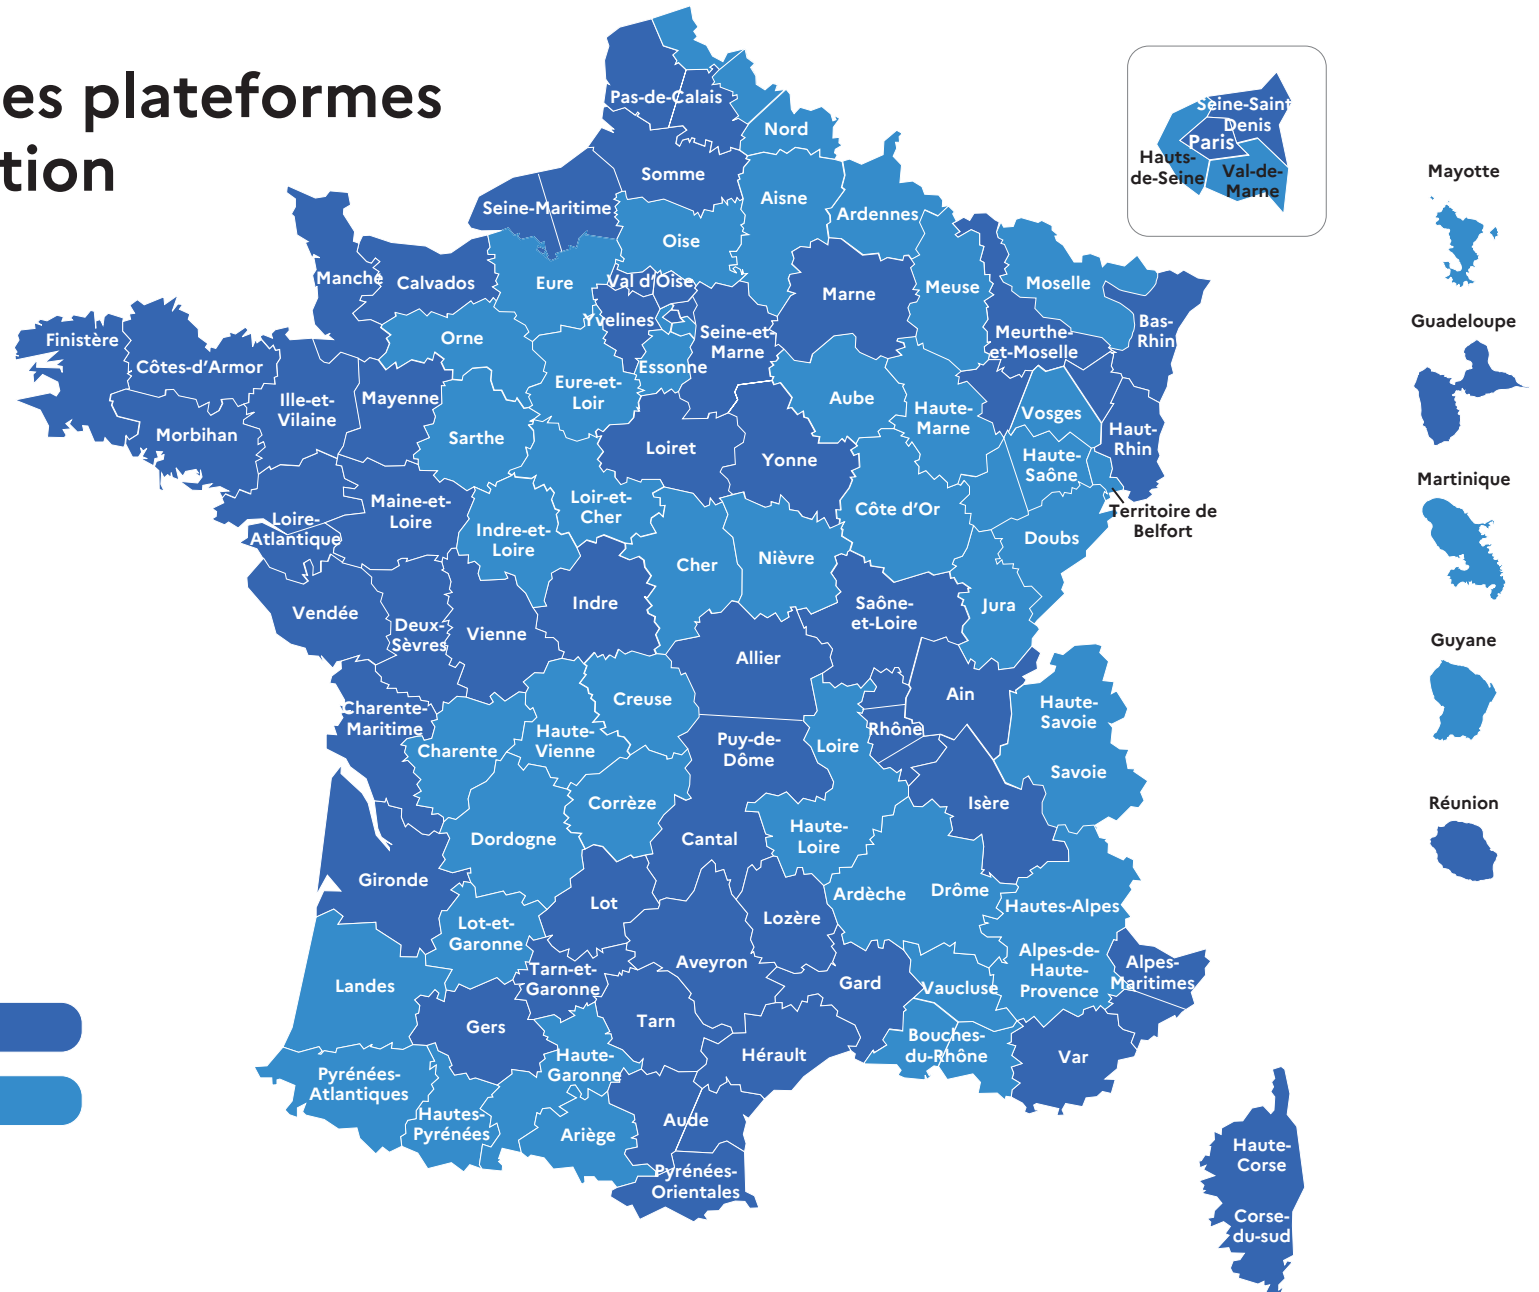 es plateformes
tion
Pas-de-Calais
Nord
Somme
Seine-Maritime
Aisne
Ardennes
Oise
Manche
Calvados
Eure
Val d'Oise
Yvelines
Seine-et-
Marne
Essonne
Marne
Meuse
Moselle
Meurthe-
et-Moselle
Bas-
Rhin
Finistère
Côtes-d'Armor
Orne
Ille-et-
Vilaine
Mayenne
Morbihan
Sarthe
Eure-et-
Loir
Loiret
Aube
Yonne
Haute-
Marne
Vosges
Haut-
Rhin
Haute-
Saône
Territoire de
Belfort
Loire-
Atlantique
Maine-et-
Loire
Indre-et-
Loire
Loir-et-
Cher
Cher
Nièvre
Côte d'Or
Doubs
Jura
Vendée
Deux-
Sèvres
Vienne
Indre
Saône-
et-Loire
Allier
Creuse
Ain
Haute-
Savoie
Savoie
Charente-
Maritime
Charente
Haute-
Vienne
Puy-de-
Dôme
Loire
Rhône
Isère
Corrèze
Dordogne
Cantal
Haute-
Loire
Gironde
Lot
Lozère
Ardèche
Drôme
Hautes-Alpes
Lot-et-
Garonne
Landes
Tarn-et-
Garonne
Aveyron
Gard
Vaucluse
Alpes-de-
Haute-
Provence
Alpes-
Maritimes
Gers
Tarn
Haute-
Garonne
Hérault
Bouches-
du-Rhône
Var
Pyrénées-
Atlantiques
Hautes-
Pyrénées
Ariège
Aude
Pyrénées-
Orientales
Haute-
Corse
Corse-
du-sud
Seine-Saint
Denis
Paris
Hauts-
de-Seine
Val-de-
Marne
Mayotte
Guadeloupe
Martinique
Guyane
Réunion